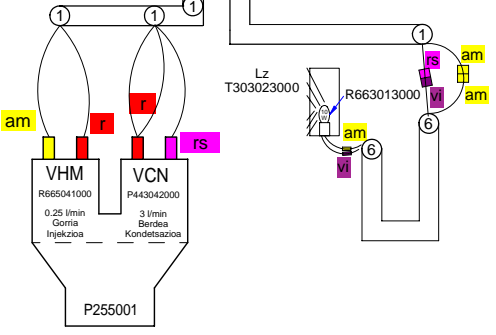 1
1
1
1
am
r
r
rs
VHM
VCN
R665041000
P443042000
0.25 l/min
3 l/min
Gorria
Berdea
Injekzioa
Kondetsazioa
P255001
Lz
T303023000
R663013000
am
vi
6
rs
vi
am
am
6